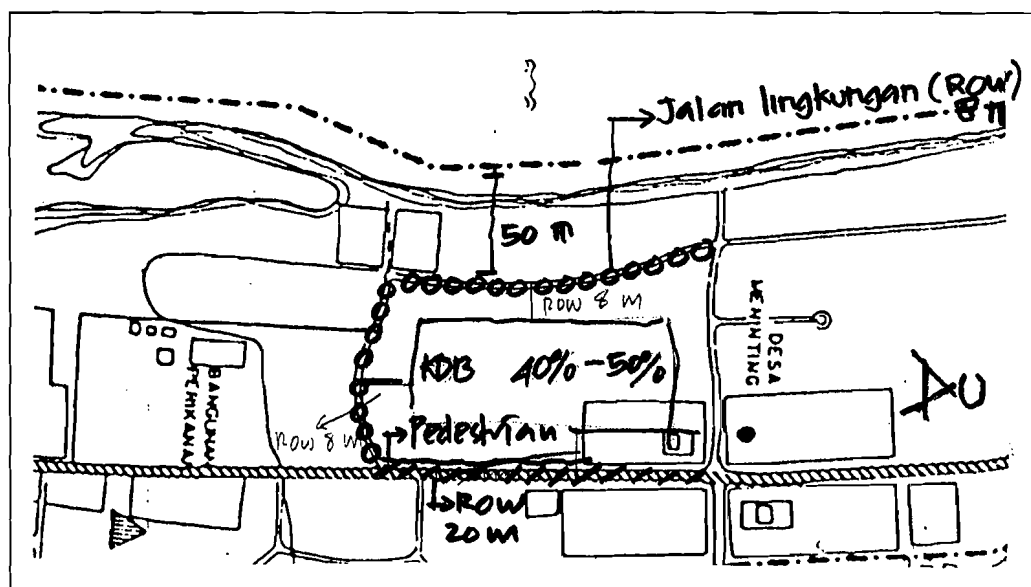 Jalan lingkungan (ROW
8 m
50 m
ROW 8 m
KDB 40% - 50%
MENINTING
DESA
BANGUNAN
PERIKANAN
ROW 8 m
Pedestrian
ROW
20 m